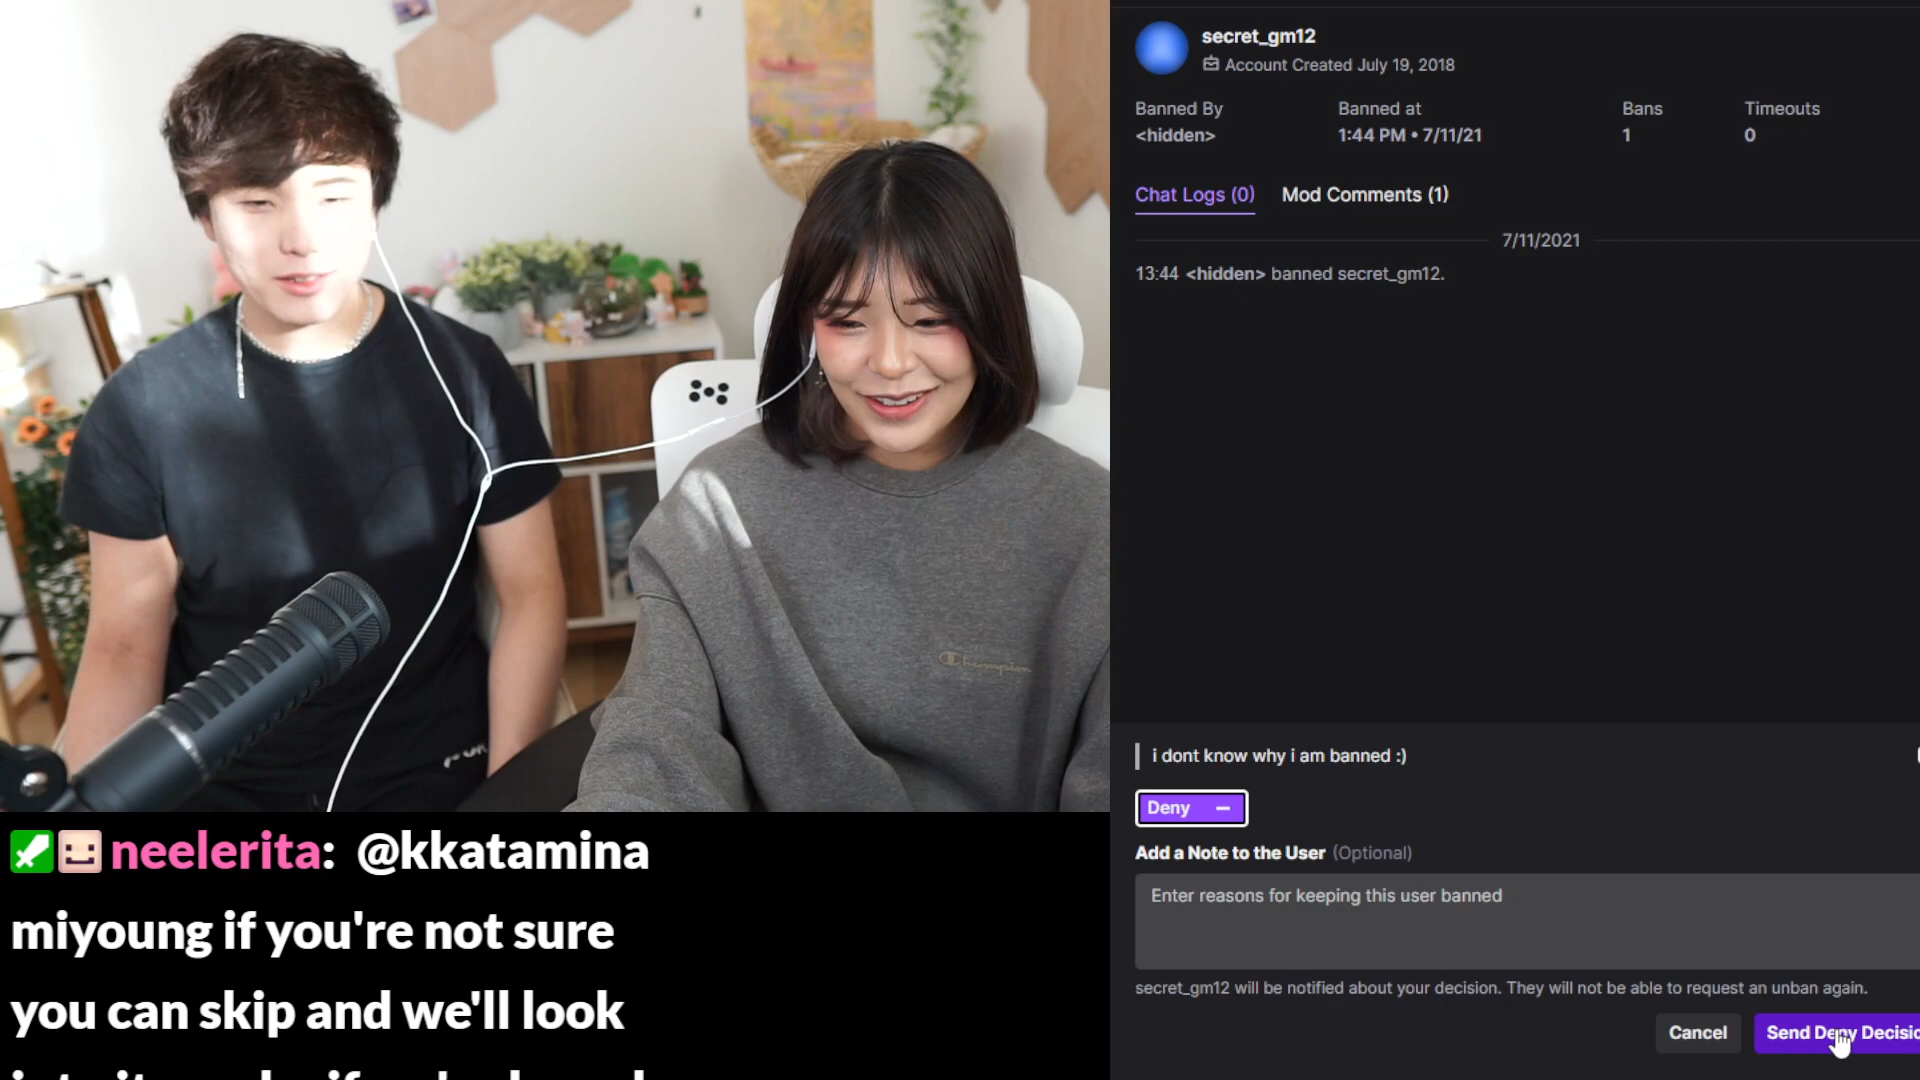 secret_gm12
Account Created July 19, 2018
Banned By
Banned at
Bans
Timeouts
<hidden>
1:44 PM • 7/11/21
1
0
Chat Logs (0)
Mod Comments (1)
7/11/2021
13:44 <hidden> banned secret_gm12.
i dont know why i am banned :)
Deny
Add a Note to the User (Optional)
Enter reasons for keeping this user banned
secret_gm12 will be notified about your decision. They will not be able to request an unban again.
Cancel
Send Deny
Champion
neelerita: @kkatamina
miyoung if you're not sure
you can skip and we'll look